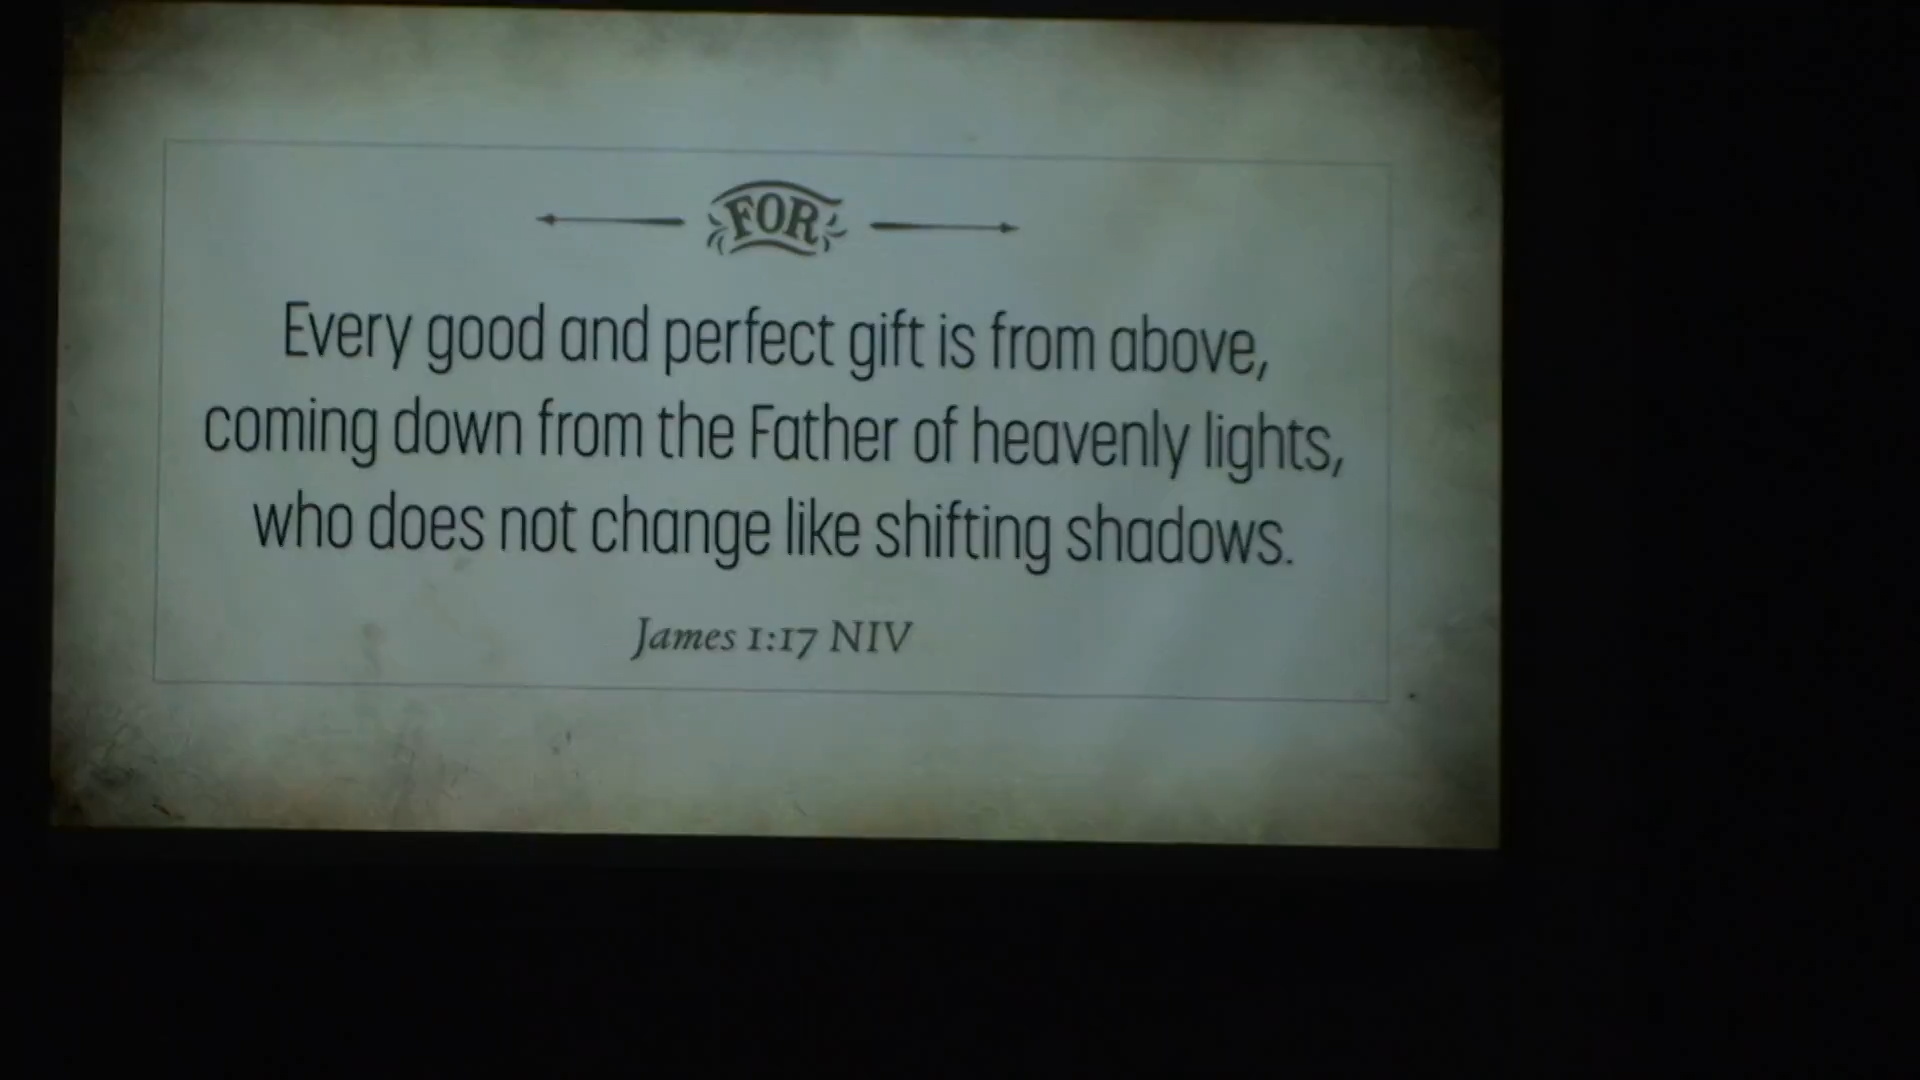 FOR
Every good and perfect gift is from above,
coming down from the Father of heavenly lights,
who does not change like shifting shadows.
James 1:17 NIV